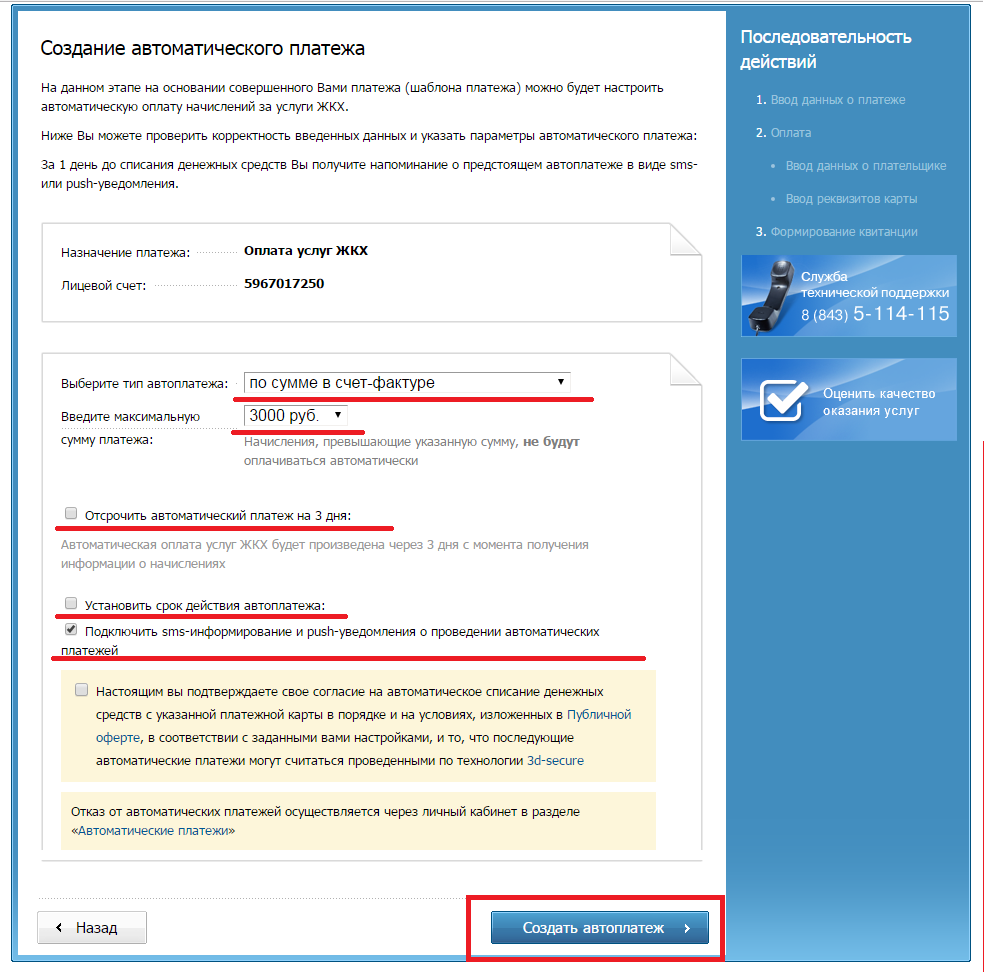 Создание автоматического платежа
На данном этапе на основании совершенного Вами платежа (шаблона платежа) можно будет настроить
автоматическую оплату начислений за услуги ЖКХ.
Ниже Вы можете проверить корректность введенных данных и указать параметры автоматического платежа:
За 1 день до списания денежных средств Вы получите напоминание о предстоящем автоплатеже в виде sms-
или push-уведомления.
Назначение платежа: Оплата услуг ЖКХ
Лицевой счет: 5967017250
Выберите тип автоплатежа: по сумме в счет-фактуре
Введите максимальную 3000 руб.
сумму платежа: Начисления, превышающие указанную сумму, не будут
оплачиваться автоматически
Отсрочить автоматический платеж на 3 дня:
Автоматическая оплата услуг ЖКХ будет произведена через 3 дня с момента получения
информации о начислениях
Установить срок действия автоплатежа:
Подключить sms-информирование и push-уведомления о проведении автоматических
платежей
Настоящим вы подтверждаете свое согласие на автоматическое списание денежных
средств с указанной платежной карты в порядке и на условиях, изложенных в Публичной
оферте, в соответствии с заданными вами настройками, и то, что последующие
автоматические платежи могут считаться проведенными по технологии 3d-secure
Отказ от автоматических платежей осуществляется через личный кабинет в разделе
«Автоматические платежи»
Назад
Создать автоплатеж
Последовательность
действий
1. Ввод данных о платеже
2. Оплата
• Ввод данных о плательщике
• Ввод реквизитов карты
3. Формирование квитанции
Служба
технической поддержки
8 (843) 5-114-115
Оценить качество
оказания услуг